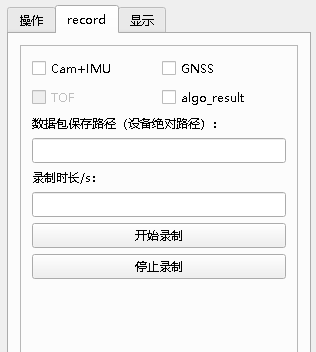 操作 record 显示
Cam+IMU GNSS
TOF algo_result
数据包保存路径（设备绝对路径）:
录制时长/s:
开始录制
停止录制